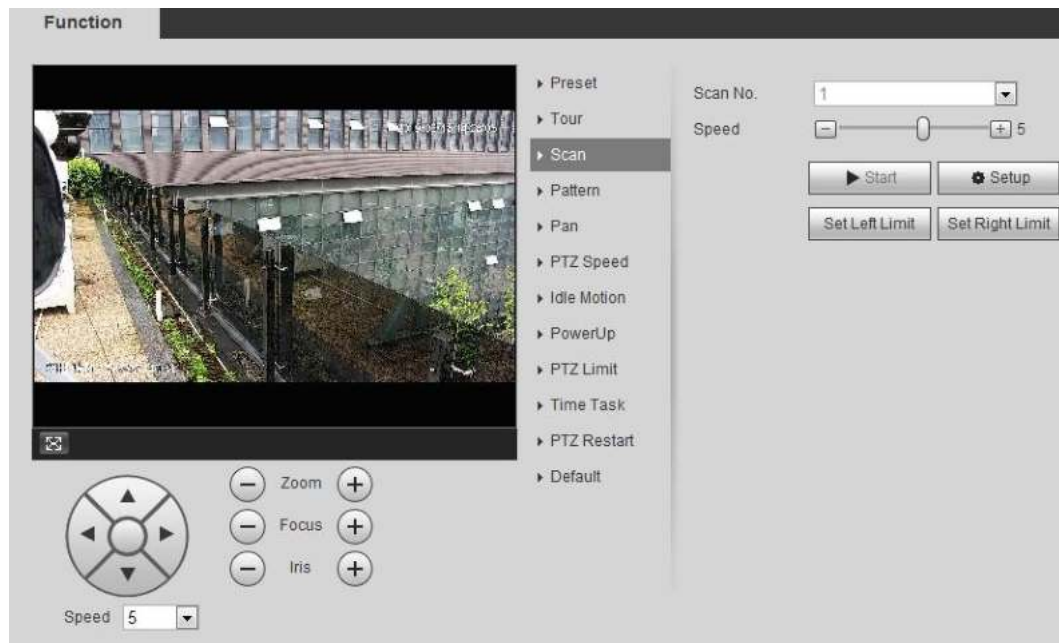 Function
Preset
Tour
Scan
Pattern
Pan
PTZ Speed
Idle Motion
PowerUp
PTZ Limit
Time Task
PTZ Restart
Default
Scan No. 1
Speed 5
Start Setup
Set Left Limit Set Right Limit
Zoom
Focus
Iris
Speed 5